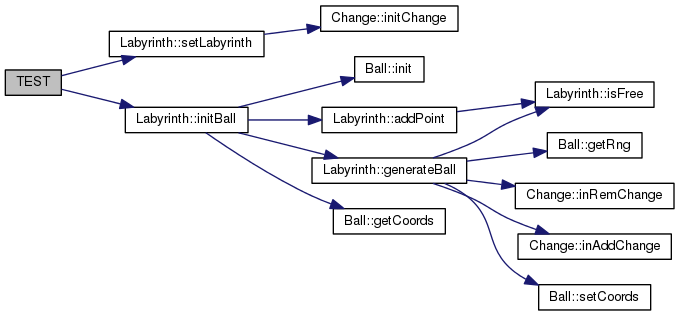 TEST
Labyrinth::setLabyrinth
Change::initChange
Labyrinth::initBall
Ball::init
Labyrinth::addPoint
Labyrinth::isFree
Labyrinth::generateBall
Ball::getRng
Change::inRemChange
Change::inAddChange
Ball::setCoords
Ball::getCoords